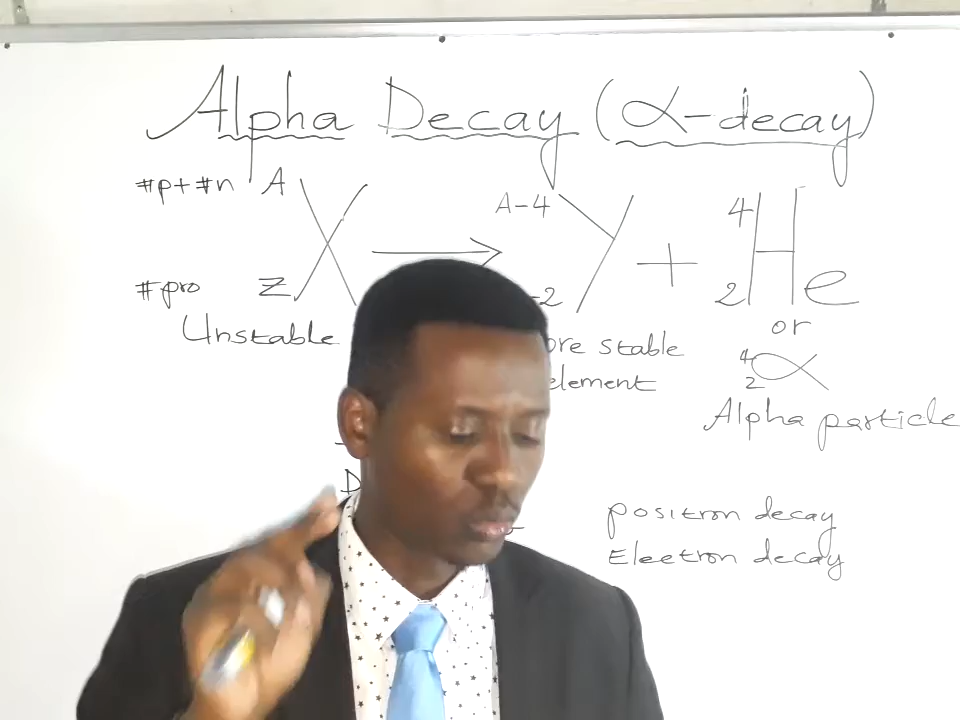 Alpha Decay (α-decay)
#p+#n A X → A-4 Y + 4 He
#pro Z -2 2
Unstable
ore stable
element
or
4 α
2
Alpha particle
D
positron decay
Electron decay